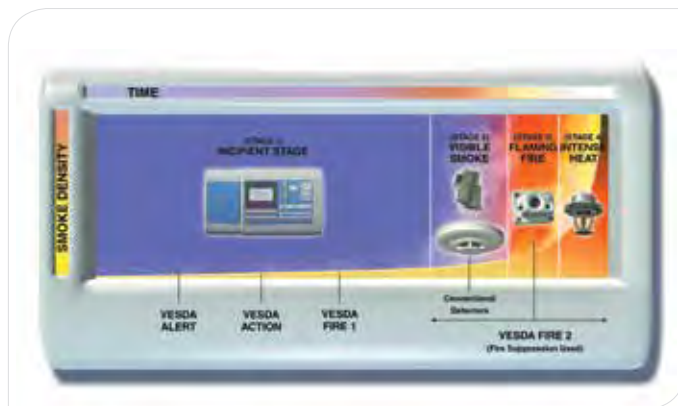 TIME
SMOKE DENSITY
(STAGE 1)
INCIPIENT STAGE
(STAGE 2)
VISIBLE
SMOKE
(STAGE 3)
FLAMING
FIRE
(STAGE 4)
INTENSE
HEAT
VESDA
ALERT
VESDA
ACTION
VESDA
FIRE 1
Conventional
Detectors
VESDA FIRE 2
(Fire Suppression Used)